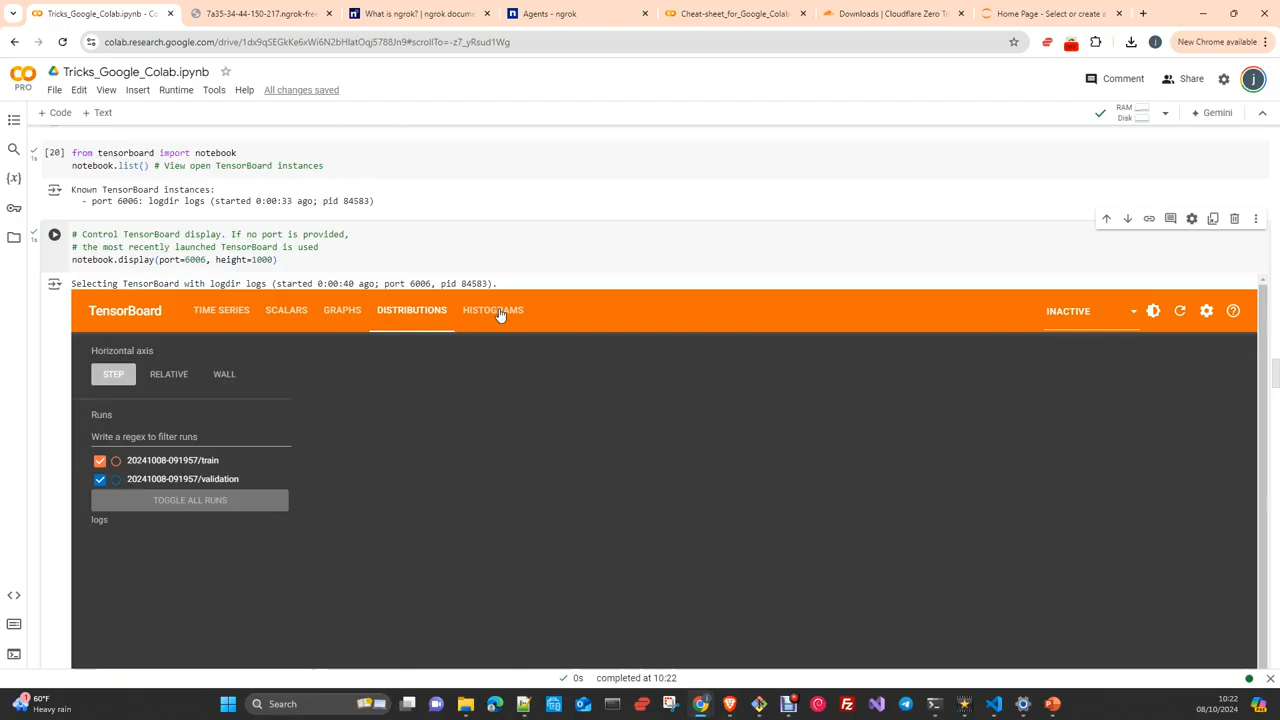 Tricks_Google_Colab.ipynb
7a35-34-44-150-217.ngrok-free
What is ngrok? | ngrok docume
Agents - ngrok
Cheat-sheet_for_Google_Colab
Downloads | Cloudflare Zero T
Home Page - Select or create a
colab.research.google.com/drive/1dx9qSEGkKe6xWi6N2bHIatOqj5788Jn9#scrollTo=-z7_yRsud1Wg
OFF
j
New Chrome available
CO
PRO
Tricks_Google_Colab.ipynb
Comment
Share
j
File Edit View Insert Runtime Tools Help All changes saved
+ Code + Text
RAM
Disk
Gemini
[20] from tensorboard import notebook
1s
notebook.list() # View open TensorBoard instances
Known TensorBoard instances:
- port 6006: logdir logs (started 0:00:33 ago; pid 84583)
{x}
# Control TensorBoard display. If no port is provided,
1s
# the most recently launched TensorBoard is used
notebook.display(port=6006, height=1000)
Selecting TensorBoard with logdir logs (started 0:00:40 ago; port 6006, pid 84583).
TensorBoard TIME SERIES SCALARS GRAPHS DISTRIBUTIONS HISTOGRAMS INACTIVE
Horizontal axis
STEP RELATIVE WALL
Runs
Write a regex to filter runs
20241008-091957/train
20241008-091957/validation
TOGGLE ALL RUNS
logs
0s completed at 10:22
1
60°F
Heavy rain
Search
10:22
08/10/2024